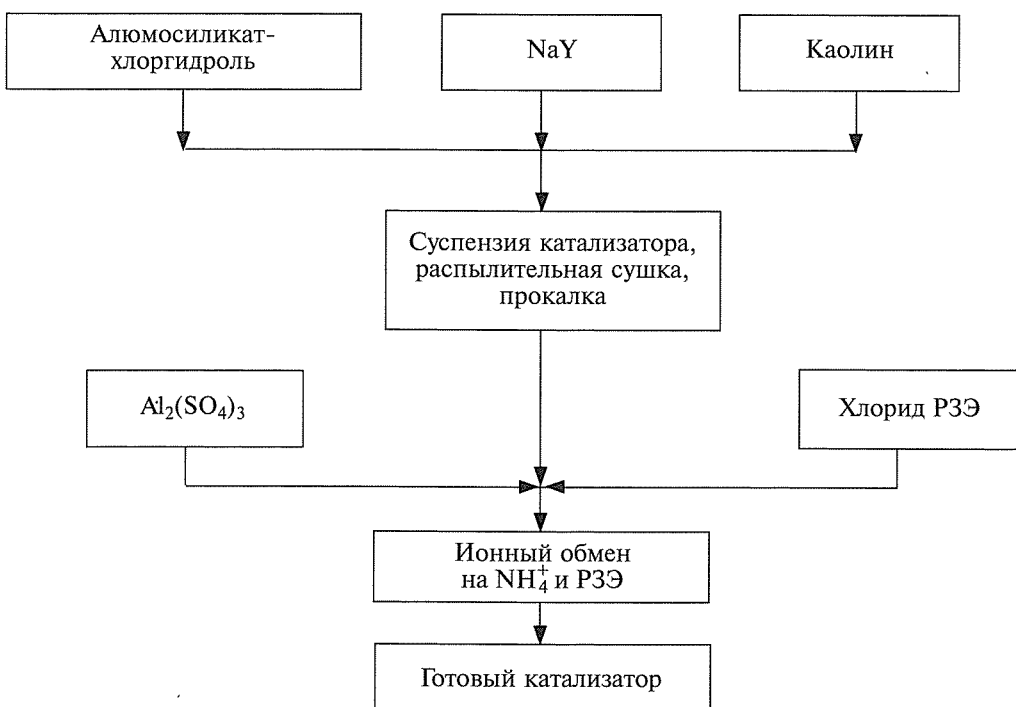 Алюмосиликат-
хлоргидроль
NaY
Каолин
Суспензия катализатора,
распылительная сушка,
прокалка
Al₂(SO₄)₃
Хлорид РЗЭ
Ионный обмен
на NH₄⁺ и РЗЭ
Готовый катализатор